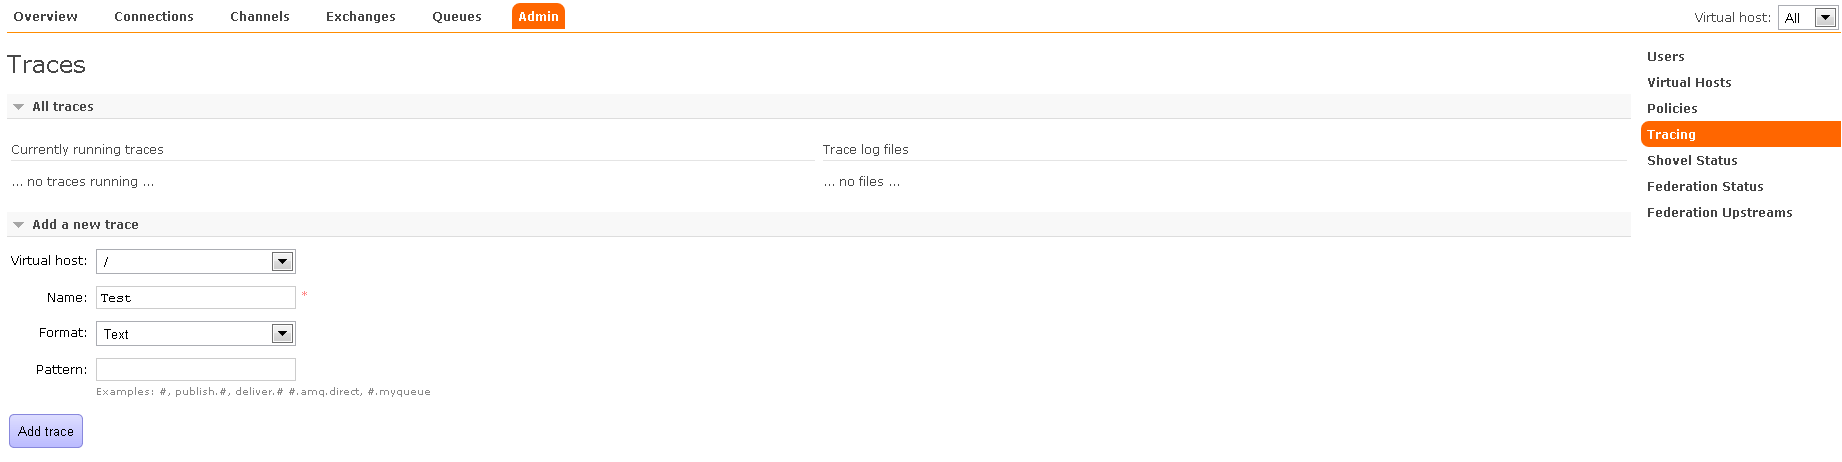 Overview Connections Channels Exchanges Queues Admin Virtual host: All
Traces
Users
Virtual Hosts
Policies
Tracing
Shovel Status
Federation Status
Federation Upstreams
All traces
Currently running traces Trace log files
... no traces running ... ... no files ...
Add a new trace
Virtual host: /
Name: Test *
Format: Text
Pattern:
Examples: #, publish.#, deliver.# #.amq.direct, #.myqueue
Add trace